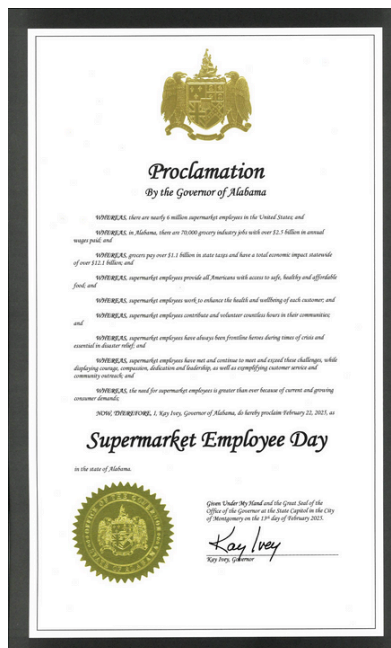 Proclamation
By the Governor of Alabama
WHEREAS, there are nearly 6 million supermarket employees in the United States; and
WHEREAS, in Alabama, there are 70,000 grocery industry jobs with over $2.5 billion in annual
wages paid; and
WHEREAS, grocers pay over $1.1 billion in state taxes and have a total economic impact statewide
of over $12.1 billion; and
WHEREAS, supermarket employees provide all Americans with access to safe, healthy and affordable
food; and
WHEREAS, supermarket employees work to enhance the health and wellbeing of each customer; and
WHEREAS, supermarket employees contribute and volunteer countless hours in their communities;
and
WHEREAS, supermarket employees have always been frontline heroes during times of crisis and
essential in disaster relief; and
WHEREAS, supermarket employees have met and continue to meet and exceed these challenges, while
displaying courage, compassion, dedication and leadership, as well as exemplifying customer service and
community outreach; and
WHEREAS, the need for supermarket employees is greater than ever because of current and growing
consumer demands;
NOW, THEREFORE, I, Kay Ivey, Governor of Alabama, do hereby proclaim February 22, 2023, as
Supermarket Employee Day
in the state of Alabama.
Given Under My Hand and the Great Seal of the
Office of the Governor at the State Capitol in the City
of Montgomery on the 13th day of February 2023.
Kay Ivey
Kay Ivey, Governor
OFFICE OF THE GOVERNOR
STATE OF ALABAMA